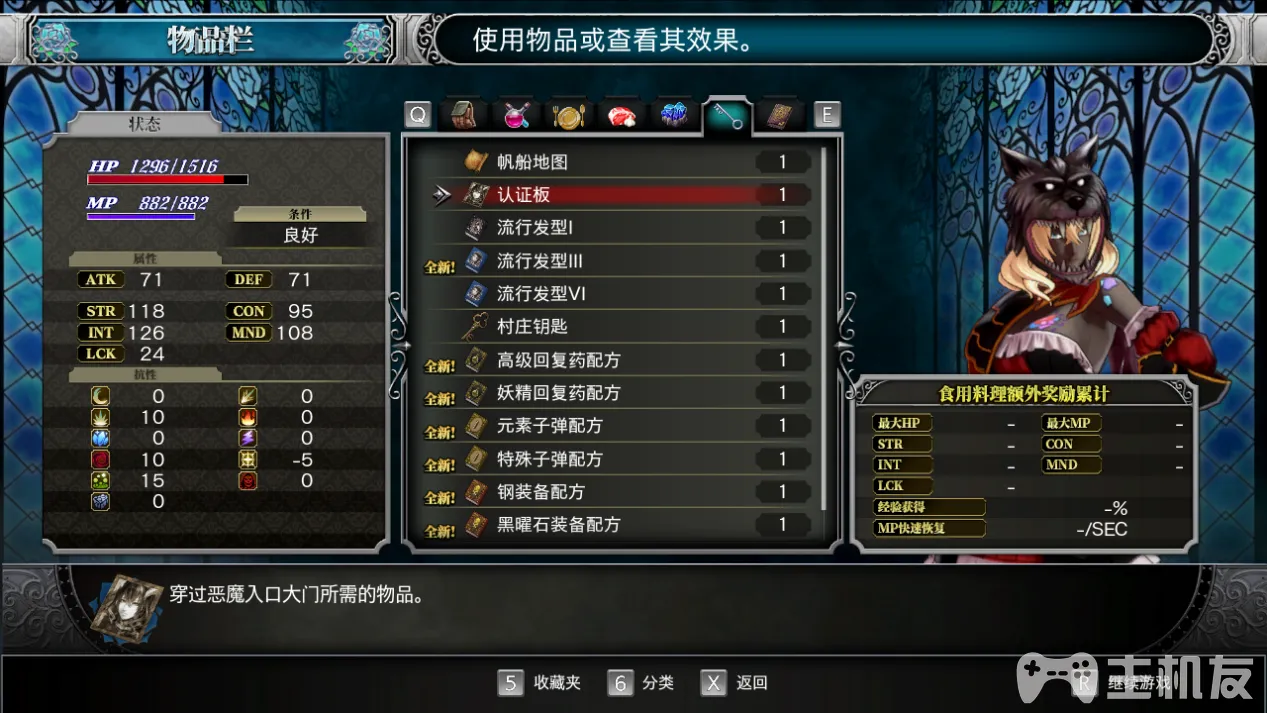 物品栏
使用物品或查看其效果。
Q
E
状态
HP 1296/1516
MP 882/882
条件
良好
属性
ATK 71 DEF 71
STR 118 CON 95
INT 126 MND 108
LCK 24
抗性
0 0
10 0
0 0
10 -5
15 0
0
帆船地图 1
认证板 1
流行发型I 1
全新! 流行发型III 1
流行发型VI 1
村庄钥匙 1
全新! 高级回复药配方 1
全新! 妖精回复药配方 1
全新! 元素子弹配方 1
全新! 特殊子弹配方 1
全新! 钢装备配方 1
全新! 黑曜石装备配方 1
食用料理额外奖励累计
最大HP - 最大MP -
STR - CON -
INT - MND -
LCK -
经验获得 -%
MP快速恢复 -/SEC
穿过恶魔入口大门所需的物品。
5 收藏夹 6 分类 X 返回
R 继续游戏
主机友